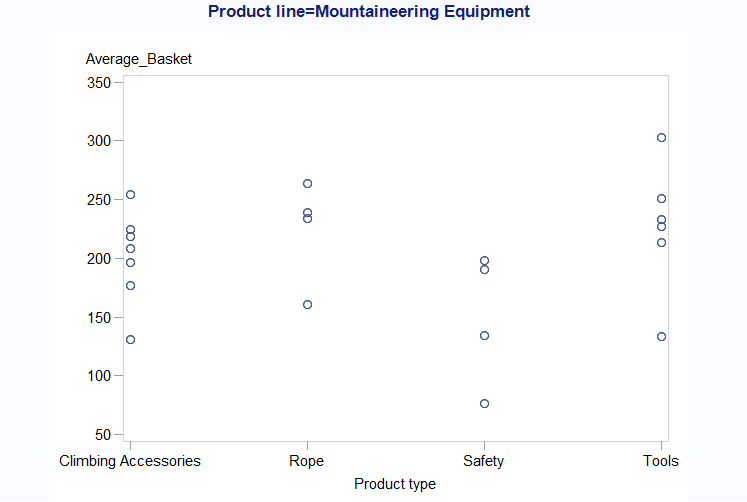 Product line=Mountaineering Equipment
Average_Basket
350
300
250
200
150
100
50
Climbing Accessories Rope Safety Tools
Product type